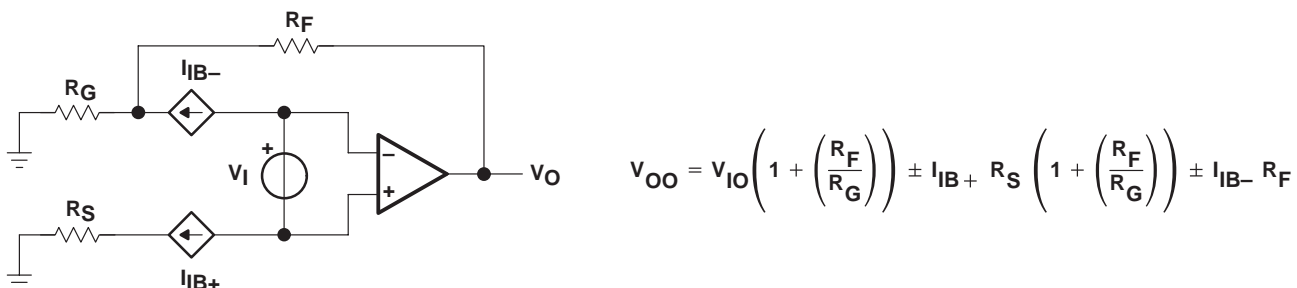 RF
IIB–
RG
+
VI
–
+
VO
RS
IIB+
VOO = VIO(1 + (RF/RG)) ± IIB+ RS (1 + (RF/RG)) ± IIB– RF